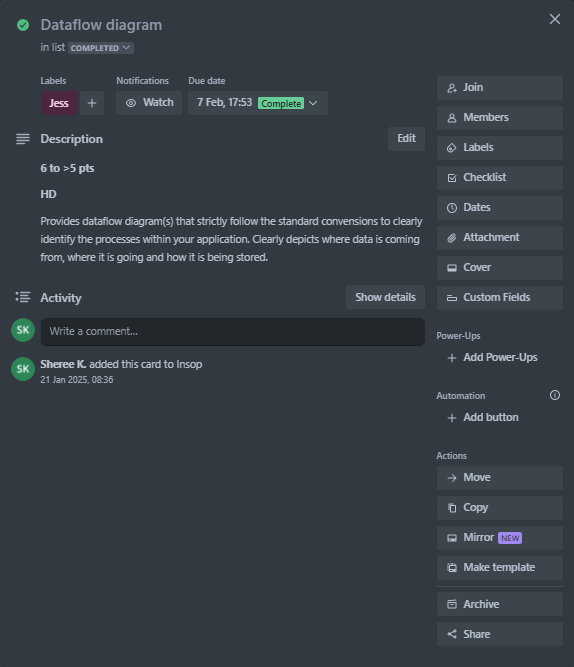 Dataflow diagram
in list COMPLETED
Labels
Notifications
Due date
Jess
Watch
7 Feb, 17:53 Complete
Description
Edit
6 to >5 pts
HD
Provides dataflow diagram(s) that strictly follow the standard convensions to clearly
identify the processes within your application. Clearly depicts where data is coming
from, where it is going and how it is being stored.
Activity
Show details
SK
Write a comment...
SK
Sheree K. added this card to Insop
21 Jan 2025, 08:36
Join
Members
Labels
Checklist
Dates
Attachment
Cover
Custom Fields
Power-Ups
Add Power-Ups
Automation
Add button
Actions
Move
Copy
Mirror NEW
Make template
Archive
Share